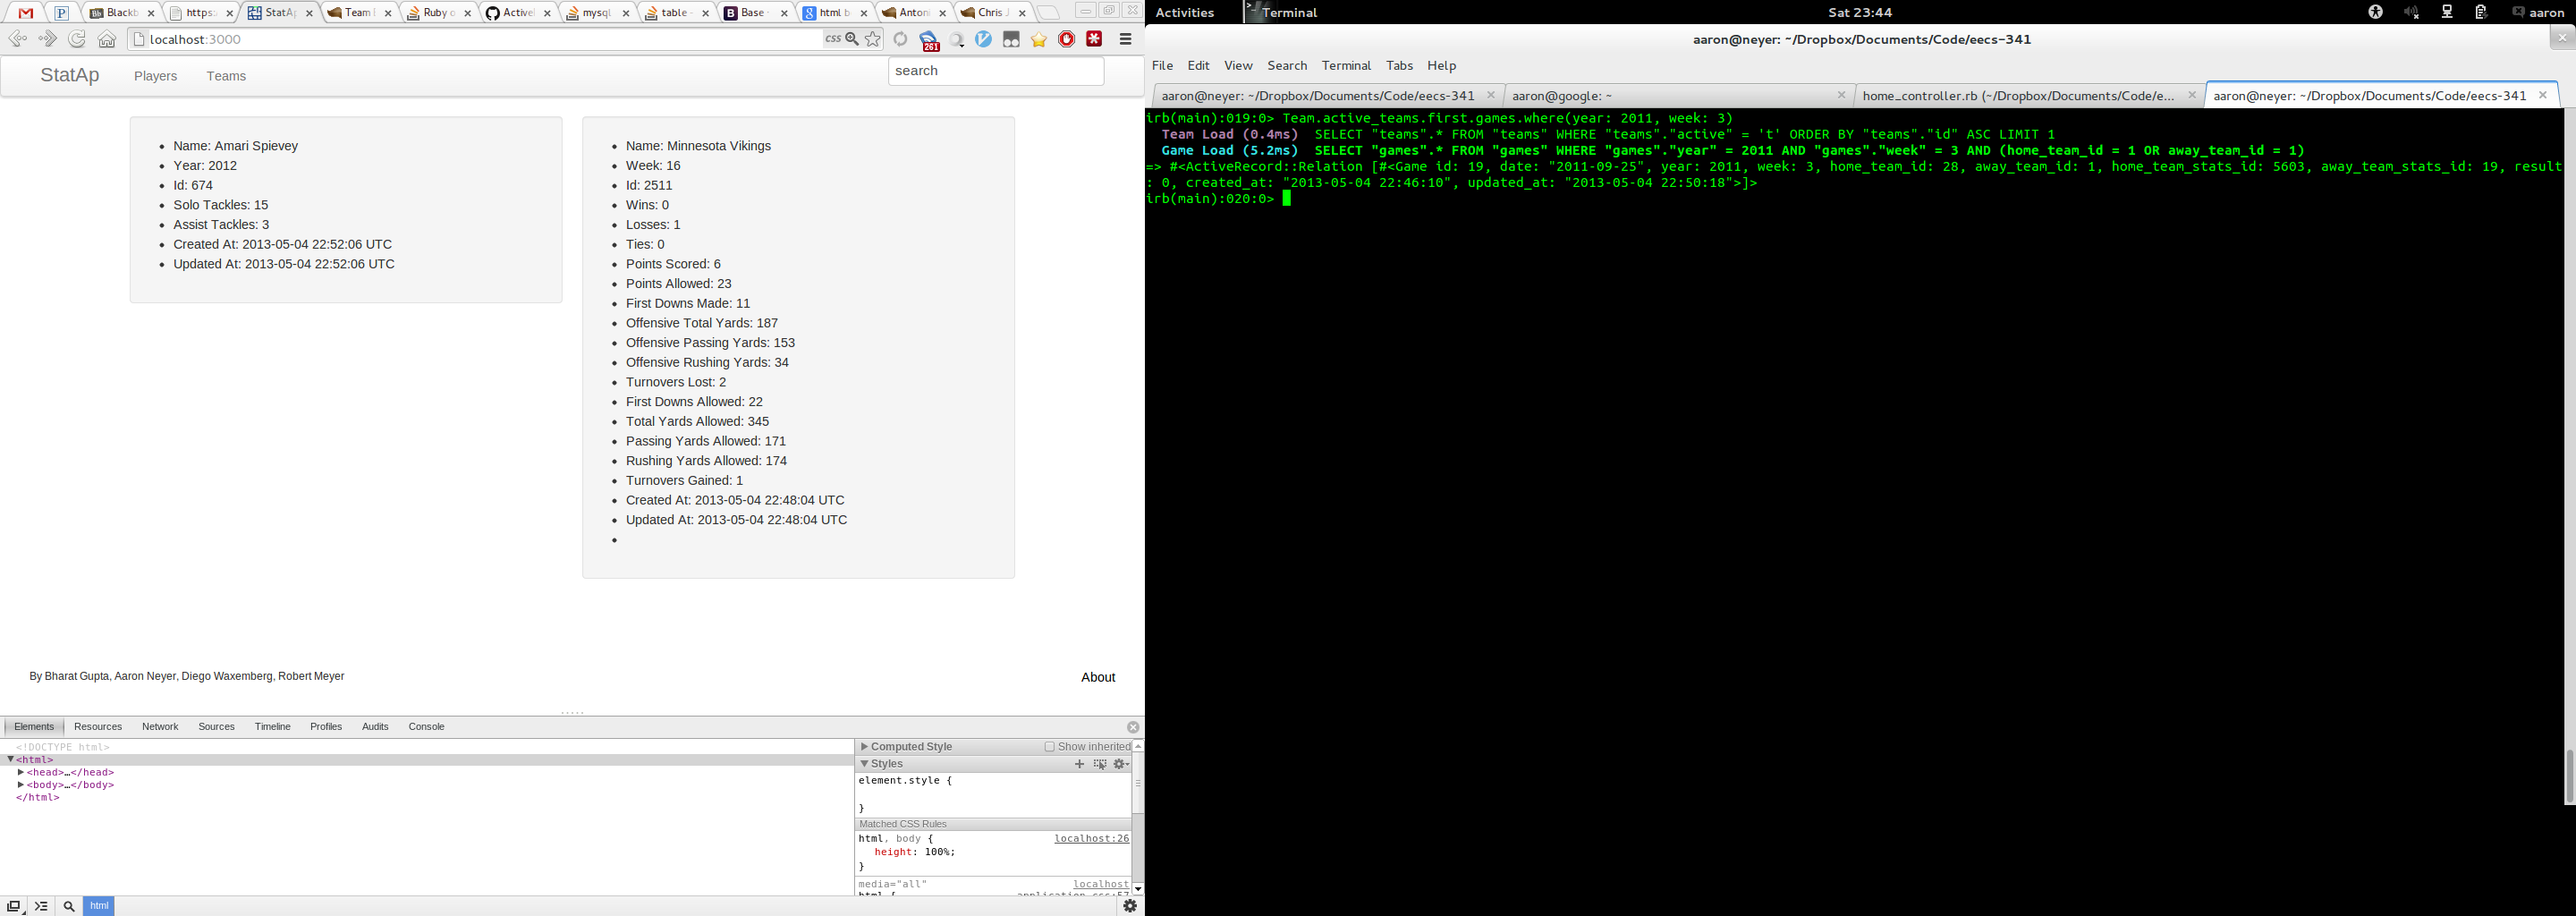 Blackb
https:
StatAp
Team
Ruby o
Active
mysql
table
Base
html b
Anton
Chris J
localhost:3000
CSS
261
StatAp
Players
Teams
search
Name: Amari Spievey
Year: 2012
Id: 674
Solo Tackles: 15
Assist Tackles: 3
Created At: 2013-05-04 22:52:06 UTC
Updated At: 2013-05-04 22:52:06 UTC
Name: Minnesota Vikings
Week: 16
Id: 2511
Wins: 0
Losses: 1
Ties: 0
Points Scored: 6
Points Allowed: 23
First Downs Made: 11
Offensive Total Yards: 187
Offensive Passing Yards: 153
Offensive Rushing Yards: 34
Turnovers Lost: 2
First Downs Allowed: 22
Total Yards Allowed: 345
Passing Yards Allowed: 171
Rushing Yards Allowed: 174
Turnovers Gained: 1
Created At: 2013-05-04 22:48:04 UTC
Updated At: 2013-05-04 22:48:04 UTC
By Bharat Gupta, Aaron Neyer, Diego Waxemberg, Robert Meyer
About
Elements Resources Network Sources Timeline Profiles Audits Console
<!DOCTYPE html>
<html>
<head>…</head>
<body>…</body>
</html>
Computed Style
Show inherited
Styles
element.style {
}
Matched CSS Rules
html, body { localhost:26
height: 100%;
}
media="all" localhost
html { application.css:57
html
Activities
Terminal
Sat 23:44
aaron
aaron@neyer: ~/Dropbox/Documents/Code/eecs-341
File Edit View Search Terminal Tabs Help
aaron@neyer: ~/Dropbox/Documents/Code/eecs-341
aaron@google: ~
home_controller.rb (~/Dropbox/Documents/Code/e...
aaron@neyer: ~/Dropbox/Documents/Code/eecs-341
irb(main):019:0> Team.active_teams.first.games.where(year: 2011, week: 3)
Team Load (0.4ms)  SELECT "teams".* FROM "teams" WHERE "teams"."active" = 't' ORDER BY "teams"."id" ASC LIMIT 1
Game Load (5.2ms)  SELECT "games".* FROM "games" WHERE "games"."year" = 2011 AND "games"."week" = 3 AND (home_team_id = 1 OR away_team_id = 1)
=> #<ActiveRecord::Relation [#<Game id: 19, date: "2011-09-25", year: 2011, week: 3, home_team_id: 28, away_team_id: 1, home_team_stats_id: 5603, away_team_stats_id: 19, result
: 0, created_at: "2013-05-04 22:46:10", updated_at: "2013-05-04 22:50:18">]>
irb(main):020:0>